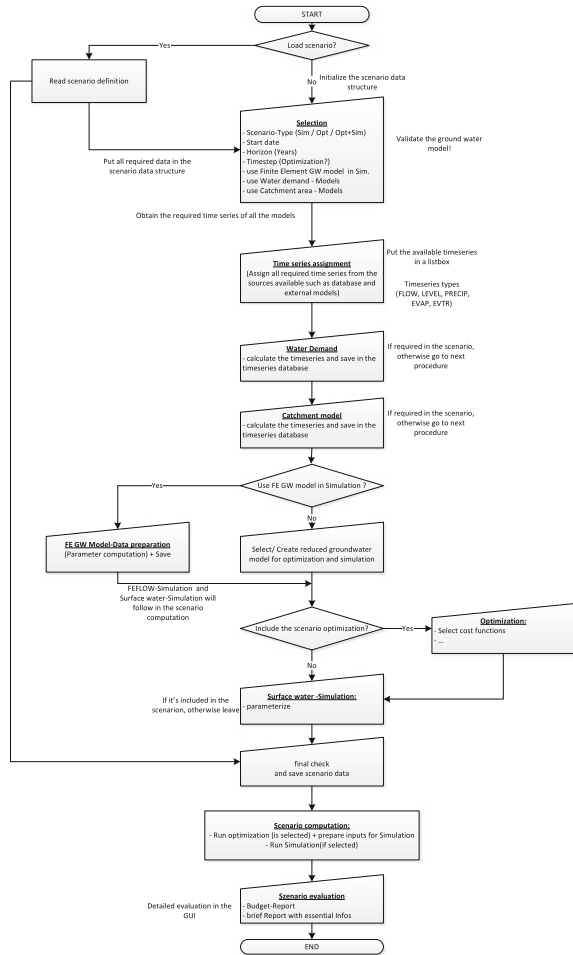 START
Load scenario?
Yes
No
Initialize the scenario data
structure
Read scenario definition
Selection
- Scenario-Type (Sim / Opt / Opt+Sim)
- Start date
- Horizon (Years)
- Timestep (Optimization?)
- use Finite Element GW model in Sim.
- use Water demand - Models
- use Catchment area - Models
Validate the ground water
model!
Put all required data in the
scenario data structure
Obtain the required time series of all the models
Time series assignment
(Assign all required time series from the
sources available such as database and
external models)
Put the available timeseries
in a listbox
Timeseries types
(FLOW, LEVEL, PRECIP,
EVAP, EVTR)
Water Demand
- calculate the timeseries and save in the
timeseries database
If required in the scenario,
otherwise go to next
procedure
Catchment model
- calculate the timeseries and save in the
timeseries database
If required in the scenario,
otherwise go to next
procedure
Use FE GW model in Simulation ?
Yes
No
FE GW Model-Data preparation
(Parameter computation) + Save
Select/ Create reduced groundwater
model for optimization and simulation
FEFLOW-Simulation and
Surface water-Simulation will
follow in the scenario
computation
Include the scenario optimization?
Yes
No
Optimization:
- Select cost functions
- ...
If it's included in the
scenarion, otherwise leave
Surface water -Simulation:
- parameterize
final check
and save scenario data
Scenario computation:
- Run optimization (is selected) + prepare inputs for Simulation
- Run Simulation(if selected)
Szenario evaluation
- Budget-Report
- brief Report with essential Infos
Detailed evaluation in the
GUI
END